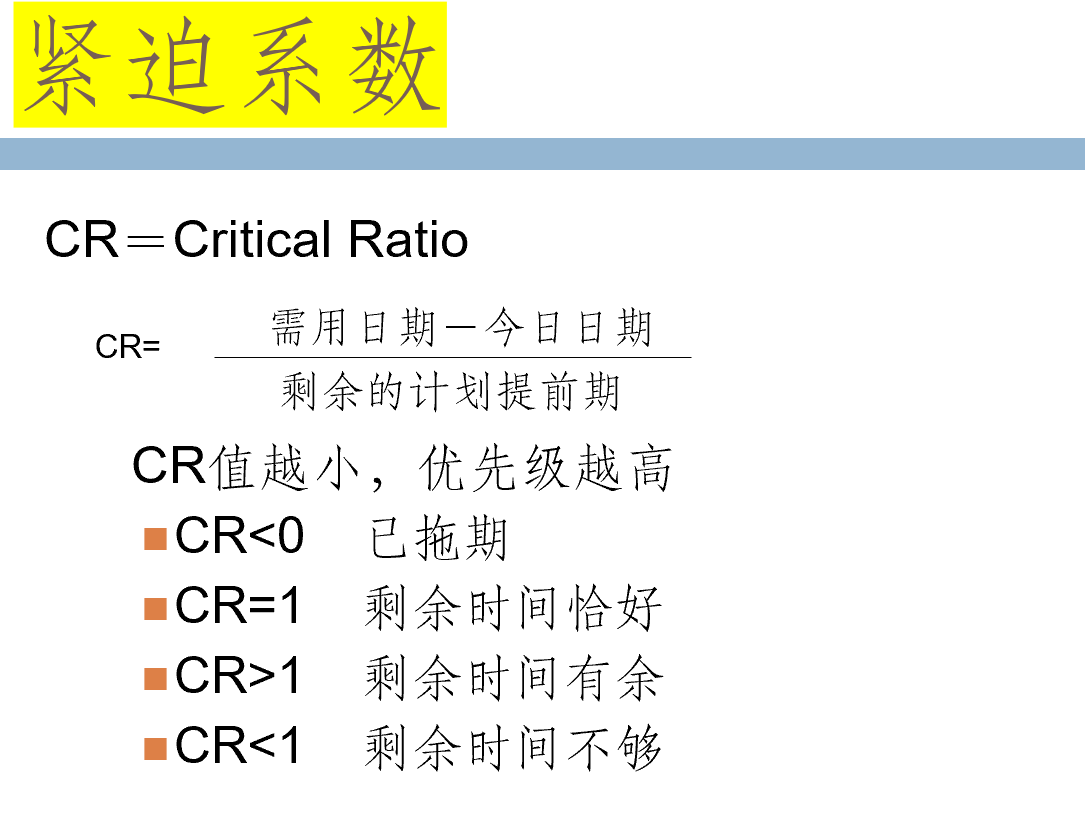 紧迫系数
CR＝Critical Ratio
需用日期－今日日期
CR=
剩余的计划提前期
CR值越小，优先级越高
CR<0 已拖期
CR=1 剩余时间恰好
CR>1 剩余时间有余
CR<1 剩余时间不够